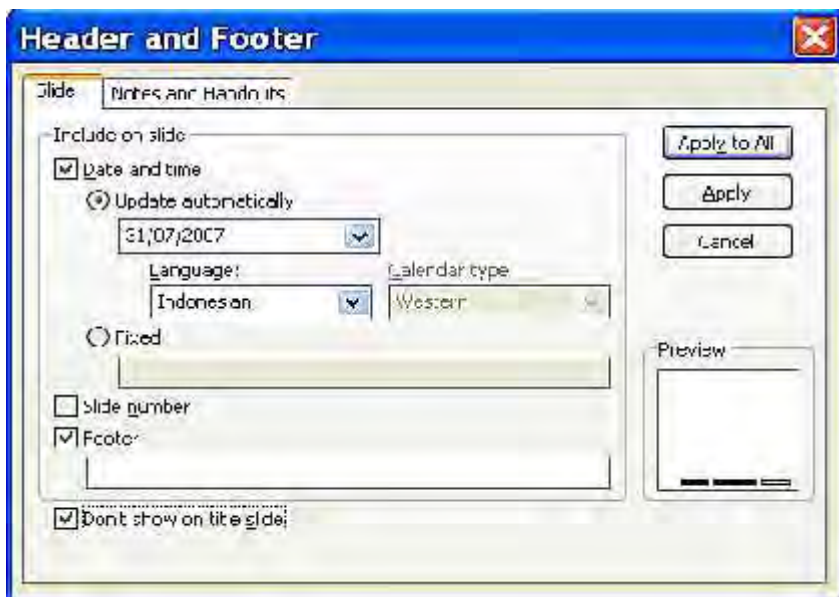 Header and Footer
Slide
Notes and Handouts
Include on slide
Date and time
Update automatically
31/07/2007
Language:
Calendar type
Indonesian
Western
Fixed
Slide number
Footer
Don't show on title slide
Apply to All
Apply
Cancel
Preview